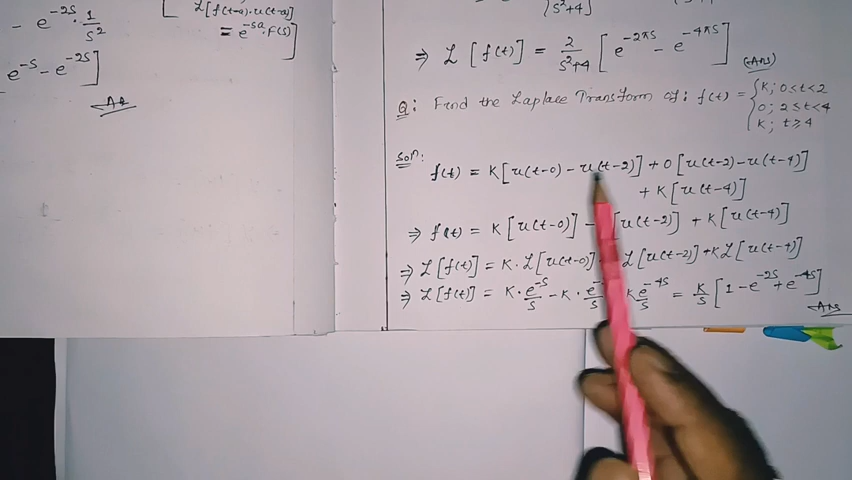 - e^-2s · 1/s²
e^-s - e^-2s]
Ans
L[f(t-a)·u(t-a)]
= e^-sa · F(s)]
[s²+4]
⇒ L[f(t)] = 2/(s²+4) [e^-2πs - e^-4πs]
(Ans)
Q: Find the Laplace Transform of: f(t) = { K; 0≤t<2
0; 2≤t<4
K; t≥4
Soln:
f(t) = K[u(t-0) - u(t-2)] + 0[u(t-2) - u(t-4)]
+ K[u(t-4)]
⇒ f(t) = K[u(t-0)] - [u(t-2)] + K[u(t-4)]
⇒ L[f(t)] = K·L[u(t-0)] L[u(t-2)] + KL[u(t-4)]
⇒ L[f(t)] = K·e^-s/s - K·e^-/s Ke^-4s/s = K/s [1 - e^-2s + e^-4s]
Ans